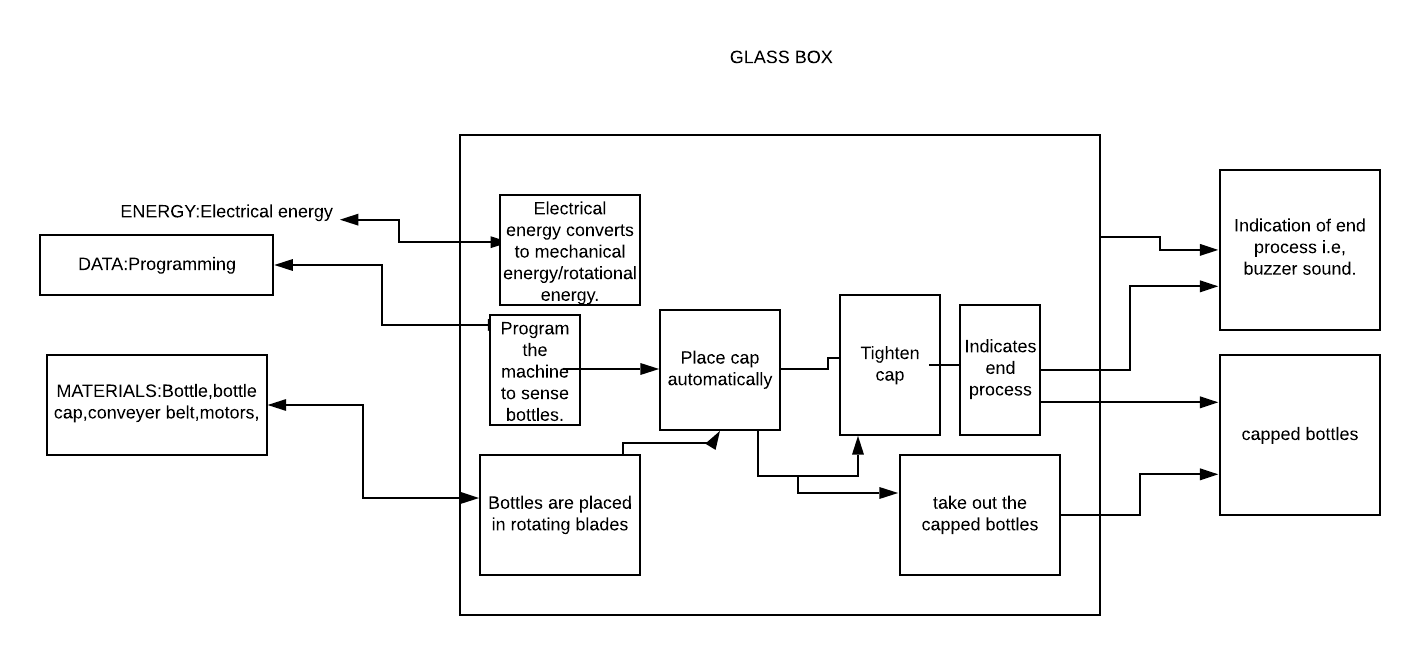 GLASS BOX
ENERGY:Electrical energy
DATA:Programming
MATERIALS:Bottle,bottle
cap,conveyer belt,motors,
Electrical
energy converts
to mechanical
energy/rotational
energy.
Program
the
machine
to sense
bottles.
Bottles are placed
in rotating blades
Place cap
automatically
Tighten
cap
Indicates
end
process
take out the
capped bottles
Indication of end
process i.e,
buzzer sound.
capped bottles